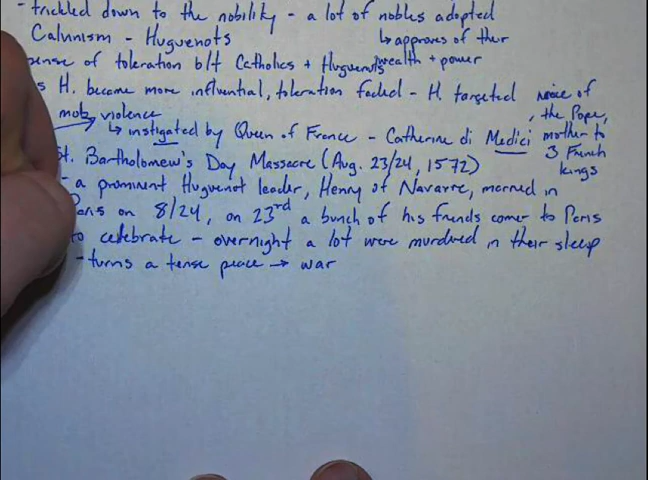 - trickled down to the nobility - a lot of nobles adopted
Calvinism - Huguenots
↳ approves of their wealth + power
sense of toleration b/t Catholics + Huguenots
s H. became more influential, toleration faded - H. targeted
mob violence
↳ instigated by Queen of France - Catherine di Medici
niece of the Pope, mother to 3 French kings
St. Bartholomew's Day Massacre (Aug. 23/24, 1572)
- a prominent Huguenot leader, Henry of Navarre, married in
Paris on 8/24, on 23rd a bunch of his friends come to Paris
to celebrate - overnight a lot were murdered in their sleep
- turns a tense peace → war